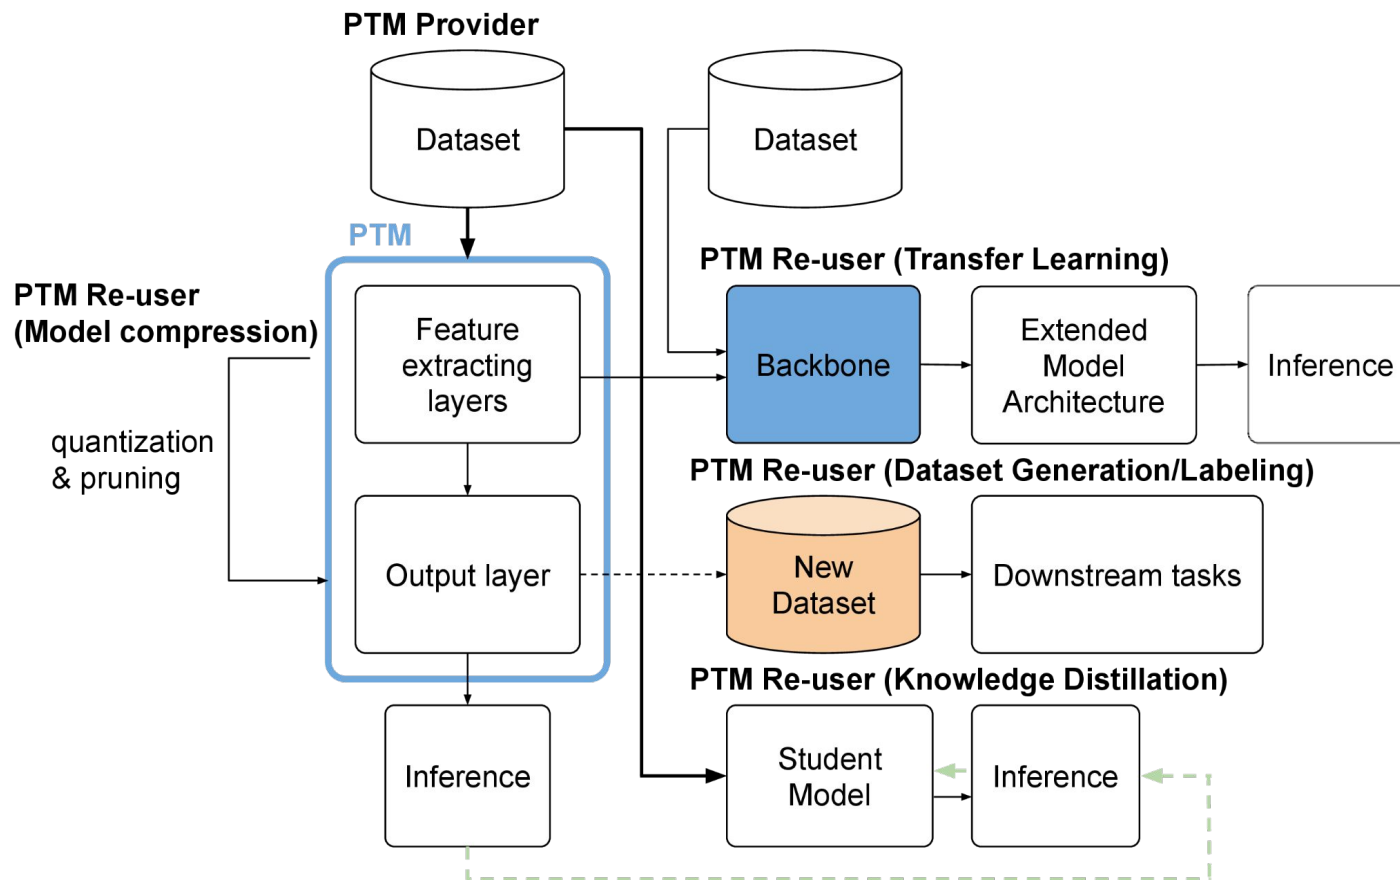 PTM Provider
Dataset
Dataset
PTM
PTM Re-user (Transfer Learning)
PTM Re-user
(Model compression)
Feature
extracting
layers
Backbone
Extended
Model
Architecture
Inference
quantization
& pruning
PTM Re-user (Dataset Generation/Labeling)
Output layer
New
Dataset
Downstream tasks
PTM Re-user (Knowledge Distillation)
Inference
Student
Model
Inference